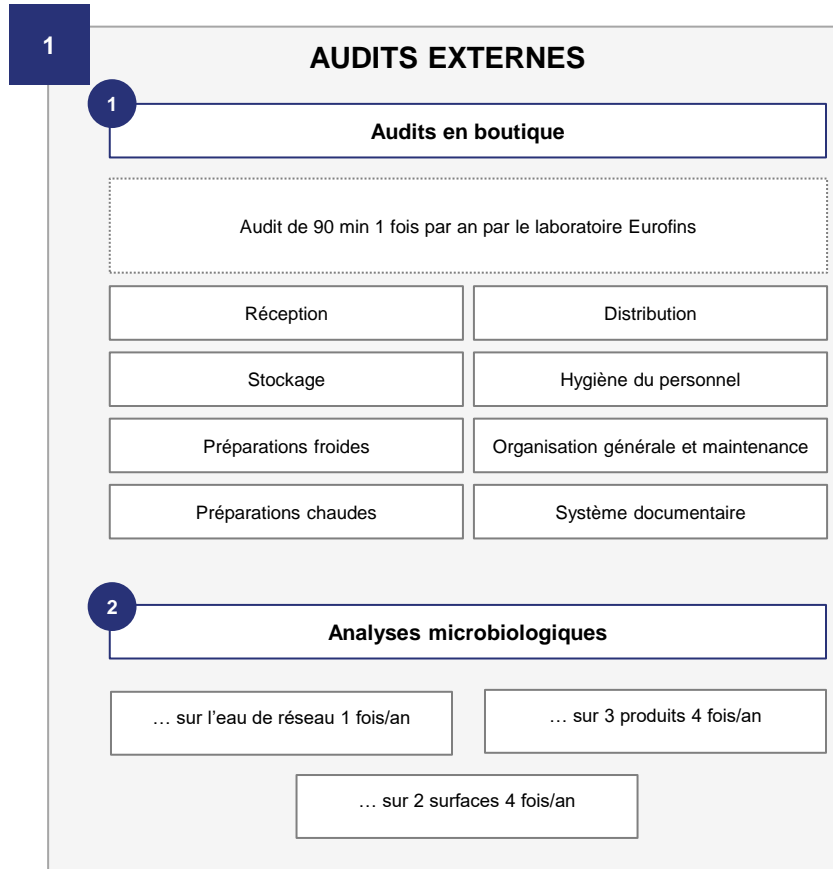 1
AUDITS EXTERNES
1
Audits en boutique
Audit de 90 min 1 fois par an par le laboratoire Eurofins
Réception
Distribution
Stockage
Hygiène du personnel
Préparations froides
Organisation générale et maintenance
Préparations chaudes
Système documentaire
2
Analyses microbiologiques
… sur l’eau de réseau 1 fois/an
… sur 3 produits 4 fois/an
… sur 2 surfaces 4 fois/an